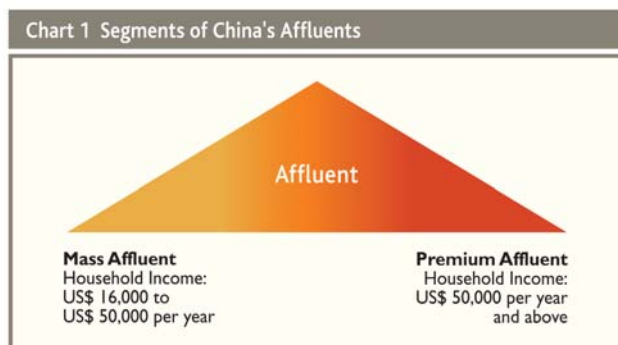 Chart 1 Segments of China's Affluents
Affluent
Mass Affluent
Household Income:
US$ 16,000 to
US$ 50,000 per year
Premium Affluent
Household Income:
US$ 50,000 per year
and above